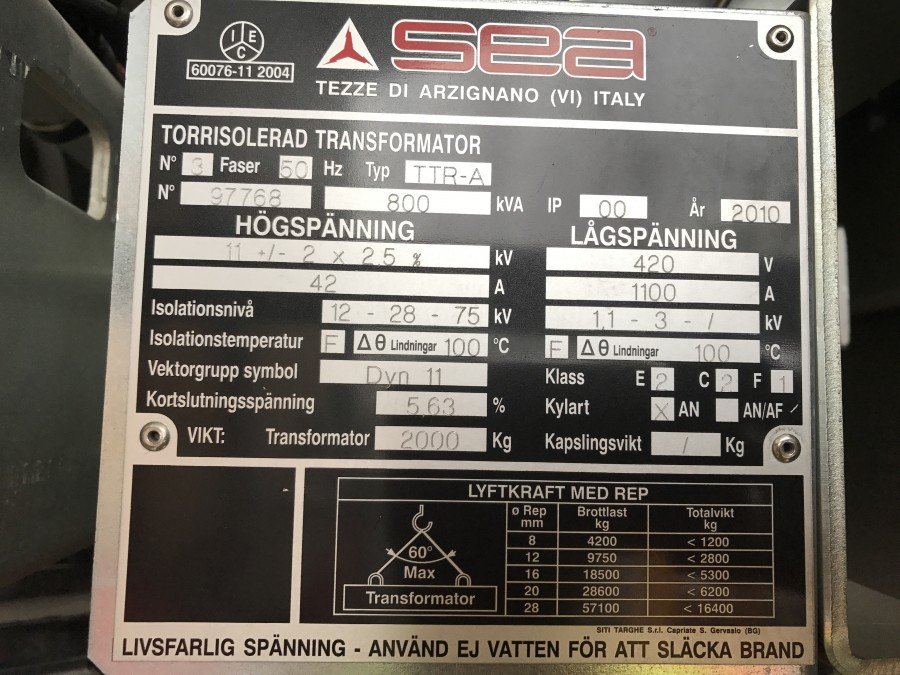 I E C
60076-11 2004
sea®
TEZZE DI ARZIGNANO (VI) ITALY
TORRISOLERAD TRANSFORMATOR
N° 3 Faser 50 Hz Typ TTR-A
N° 97768 800 kVA IP 00 År 2010
HÖGSPÄNNING LÅGSPÄNNING
11 +/- 2 x 2.5 % kV 420 V
42 A 1100 A
Isolationsnivå 12 - 28 - 75 kV 1,1 - 3 - / kV
Isolationstemperatur F Δθ Lindningar 100 °C F Δθ Lindningar 100 °C
Vektorgrupp symbol Dyn 11 Klass E 2 C 2 F 1
Kortslutningsspänning 5,63 % Kylart X AN AN/AF
VIKT: Transformator 2000 Kg Kapslingsvikt / Kg
LYFTKRAFT MED REP
ø Rep mm Brottlast kg Totalvikt kg
8 4200 < 1200
12 9750 < 2800
16 18500 < 5300
20 28600 < 6200
28 57100 < 16400
60°
Max
Transformator
SITI TARGHE S.r.l. Capriate S. Gervasio (BG)
LIVSFARLIG SPÄNNING - ANVÄND EJ VATTEN FÖR ATT SLÄCKA BRAND